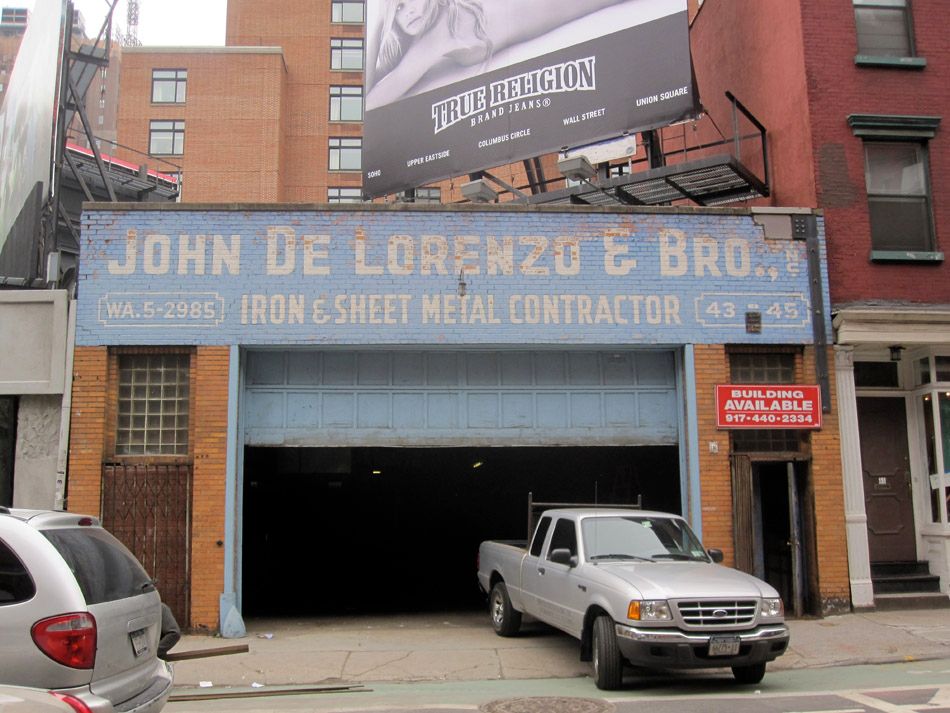 TRUE RELIGION
BRAND JEANS®
SOHO UPPER EASTSIDE COLUMBUS CIRCLE WALL STREET UNION SQUARE
JOHN DE LORENZO & BRO., INC
WA.5-2985 IRON & SHEET METAL CONTRACTOR 43-45
BUILDING
AVAILABLE
917-440-2334
Ford